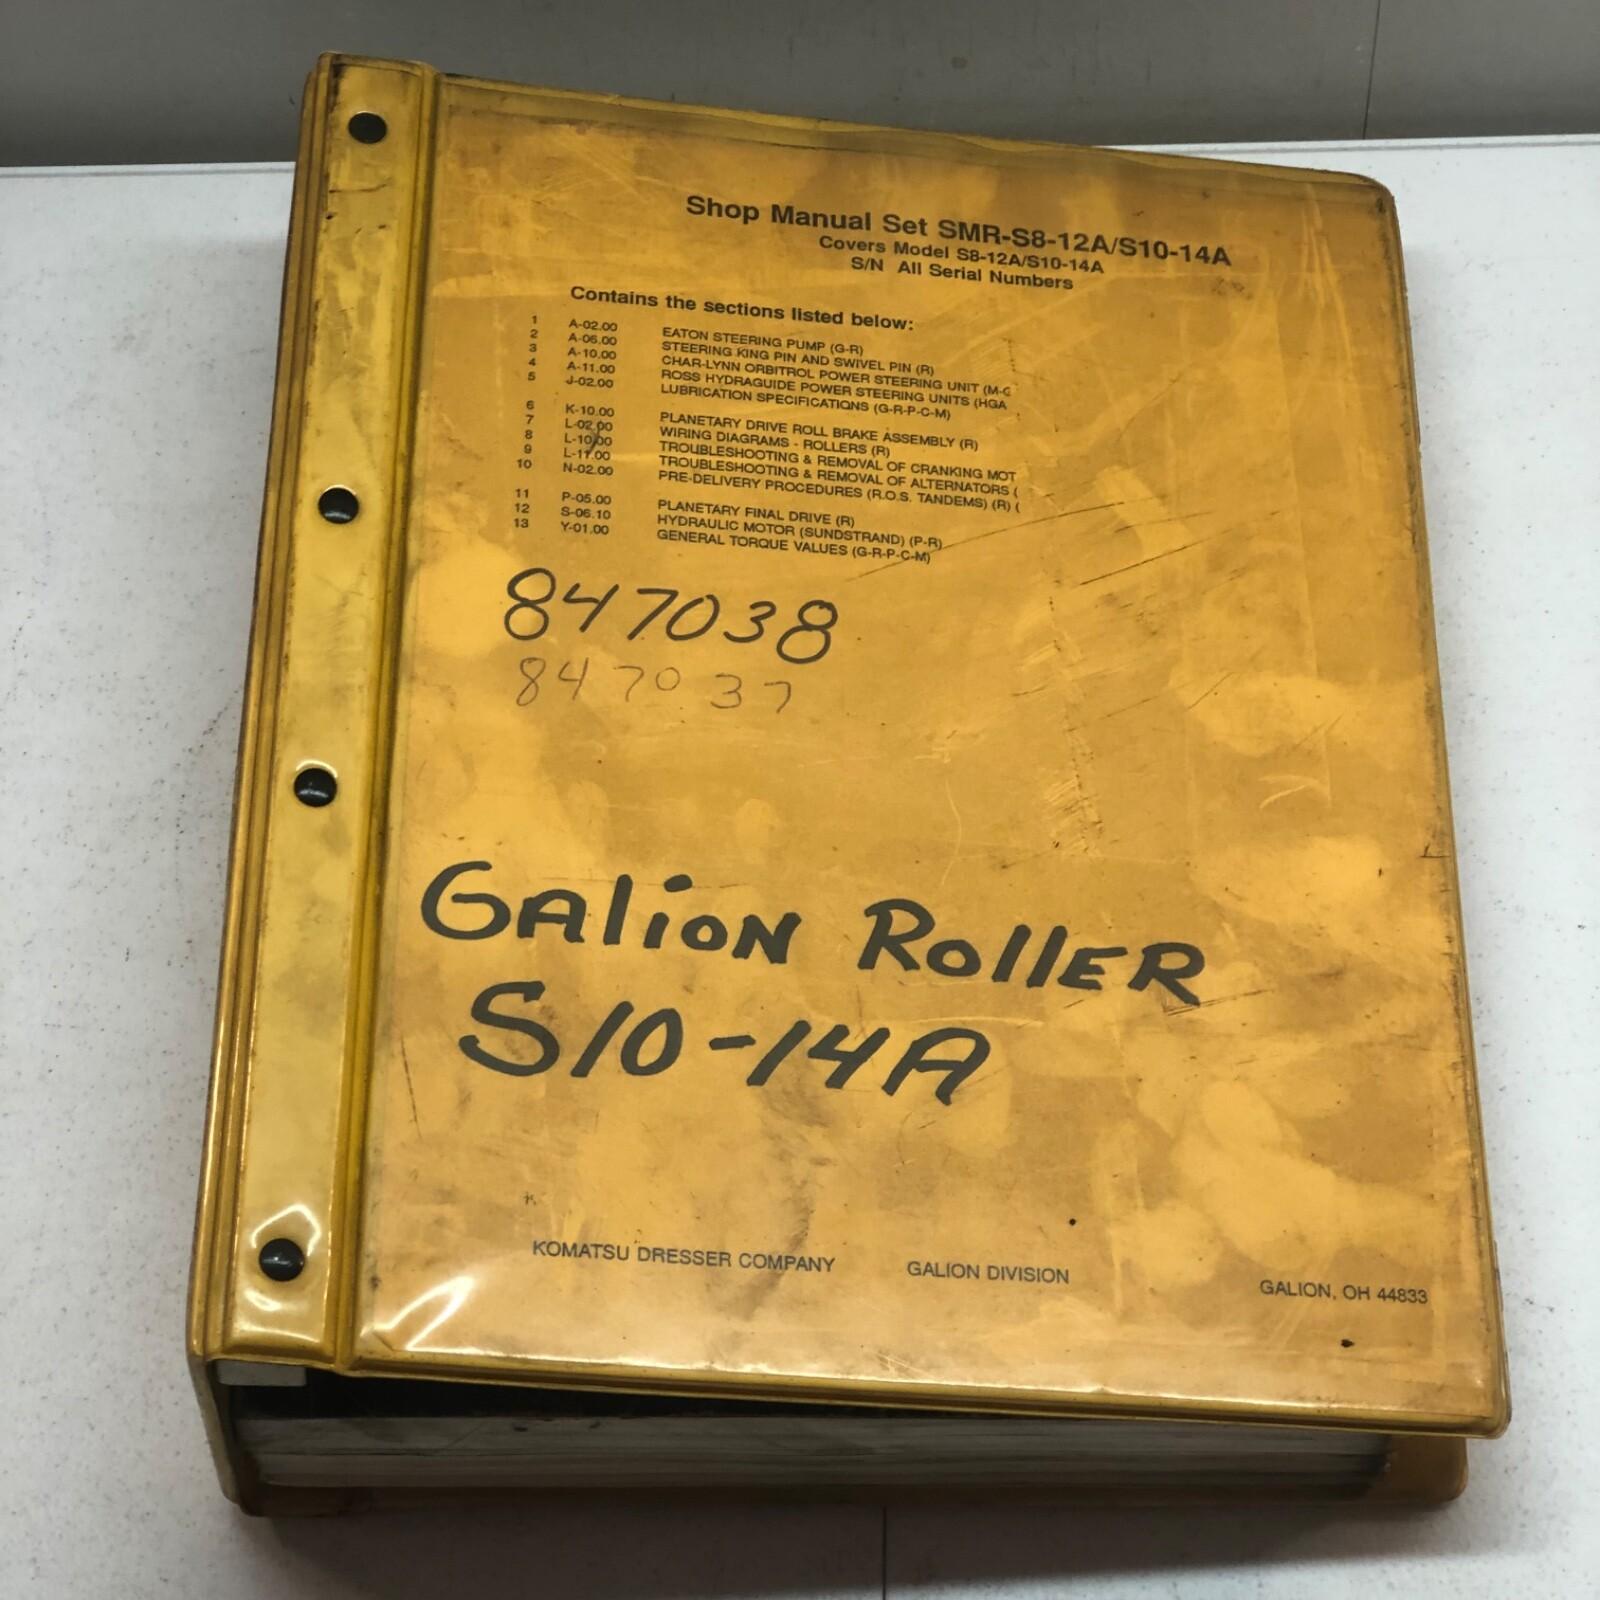 Shop Manual Set SMR-S8-12A/S10-14A
Covers Model S8-12A/S10-14A
S/N All Serial Numbers
Contains the sections listed below:
1 A-02.00 EATON STEERING PUMP (G-R)
2 A-06.00 STEERING KING PIN AND SWIVEL PIN (R)
3 A-10.00 CHAR-LYNN ORBITROL POWER STEERING UNIT (M-G
4 A-11.00 ROSS HYDRAGUIDE POWER STEERING UNITS (HGA
5 J-02.00 LUBRICATION SPECIFICATIONS (G-R-P-C-M)
6 K-10.00 PLANETARY DRIVE ROLL BRAKE ASSEMBLY (R)
7 L-02.00 WIRING DIAGRAMS - ROLLERS (R)
8 L-10.00 TROUBLESHOOTING & REMOVAL OF CRANKING MOT
9 L-11.00 TROUBLESHOOTING & REMOVAL OF ALTERNATORS (
10 N-02.00 PRE-DELIVERY PROCEDURES (R.O.S. TANDEMS) (R) (
11 P-05.00 PLANETARY FINAL DRIVE (R)
12 S-06.10 HYDRAULIC MOTOR (SUNDSTRAND) (P-R)
13 Y-01.00 GENERAL TORQUE VALUES (G-R-P-C-M)
847038
847037
GALiON ROllER
S10-14A
KOMATSU DRESSER COMPANY GALION DIVISION GALION, OH 44833